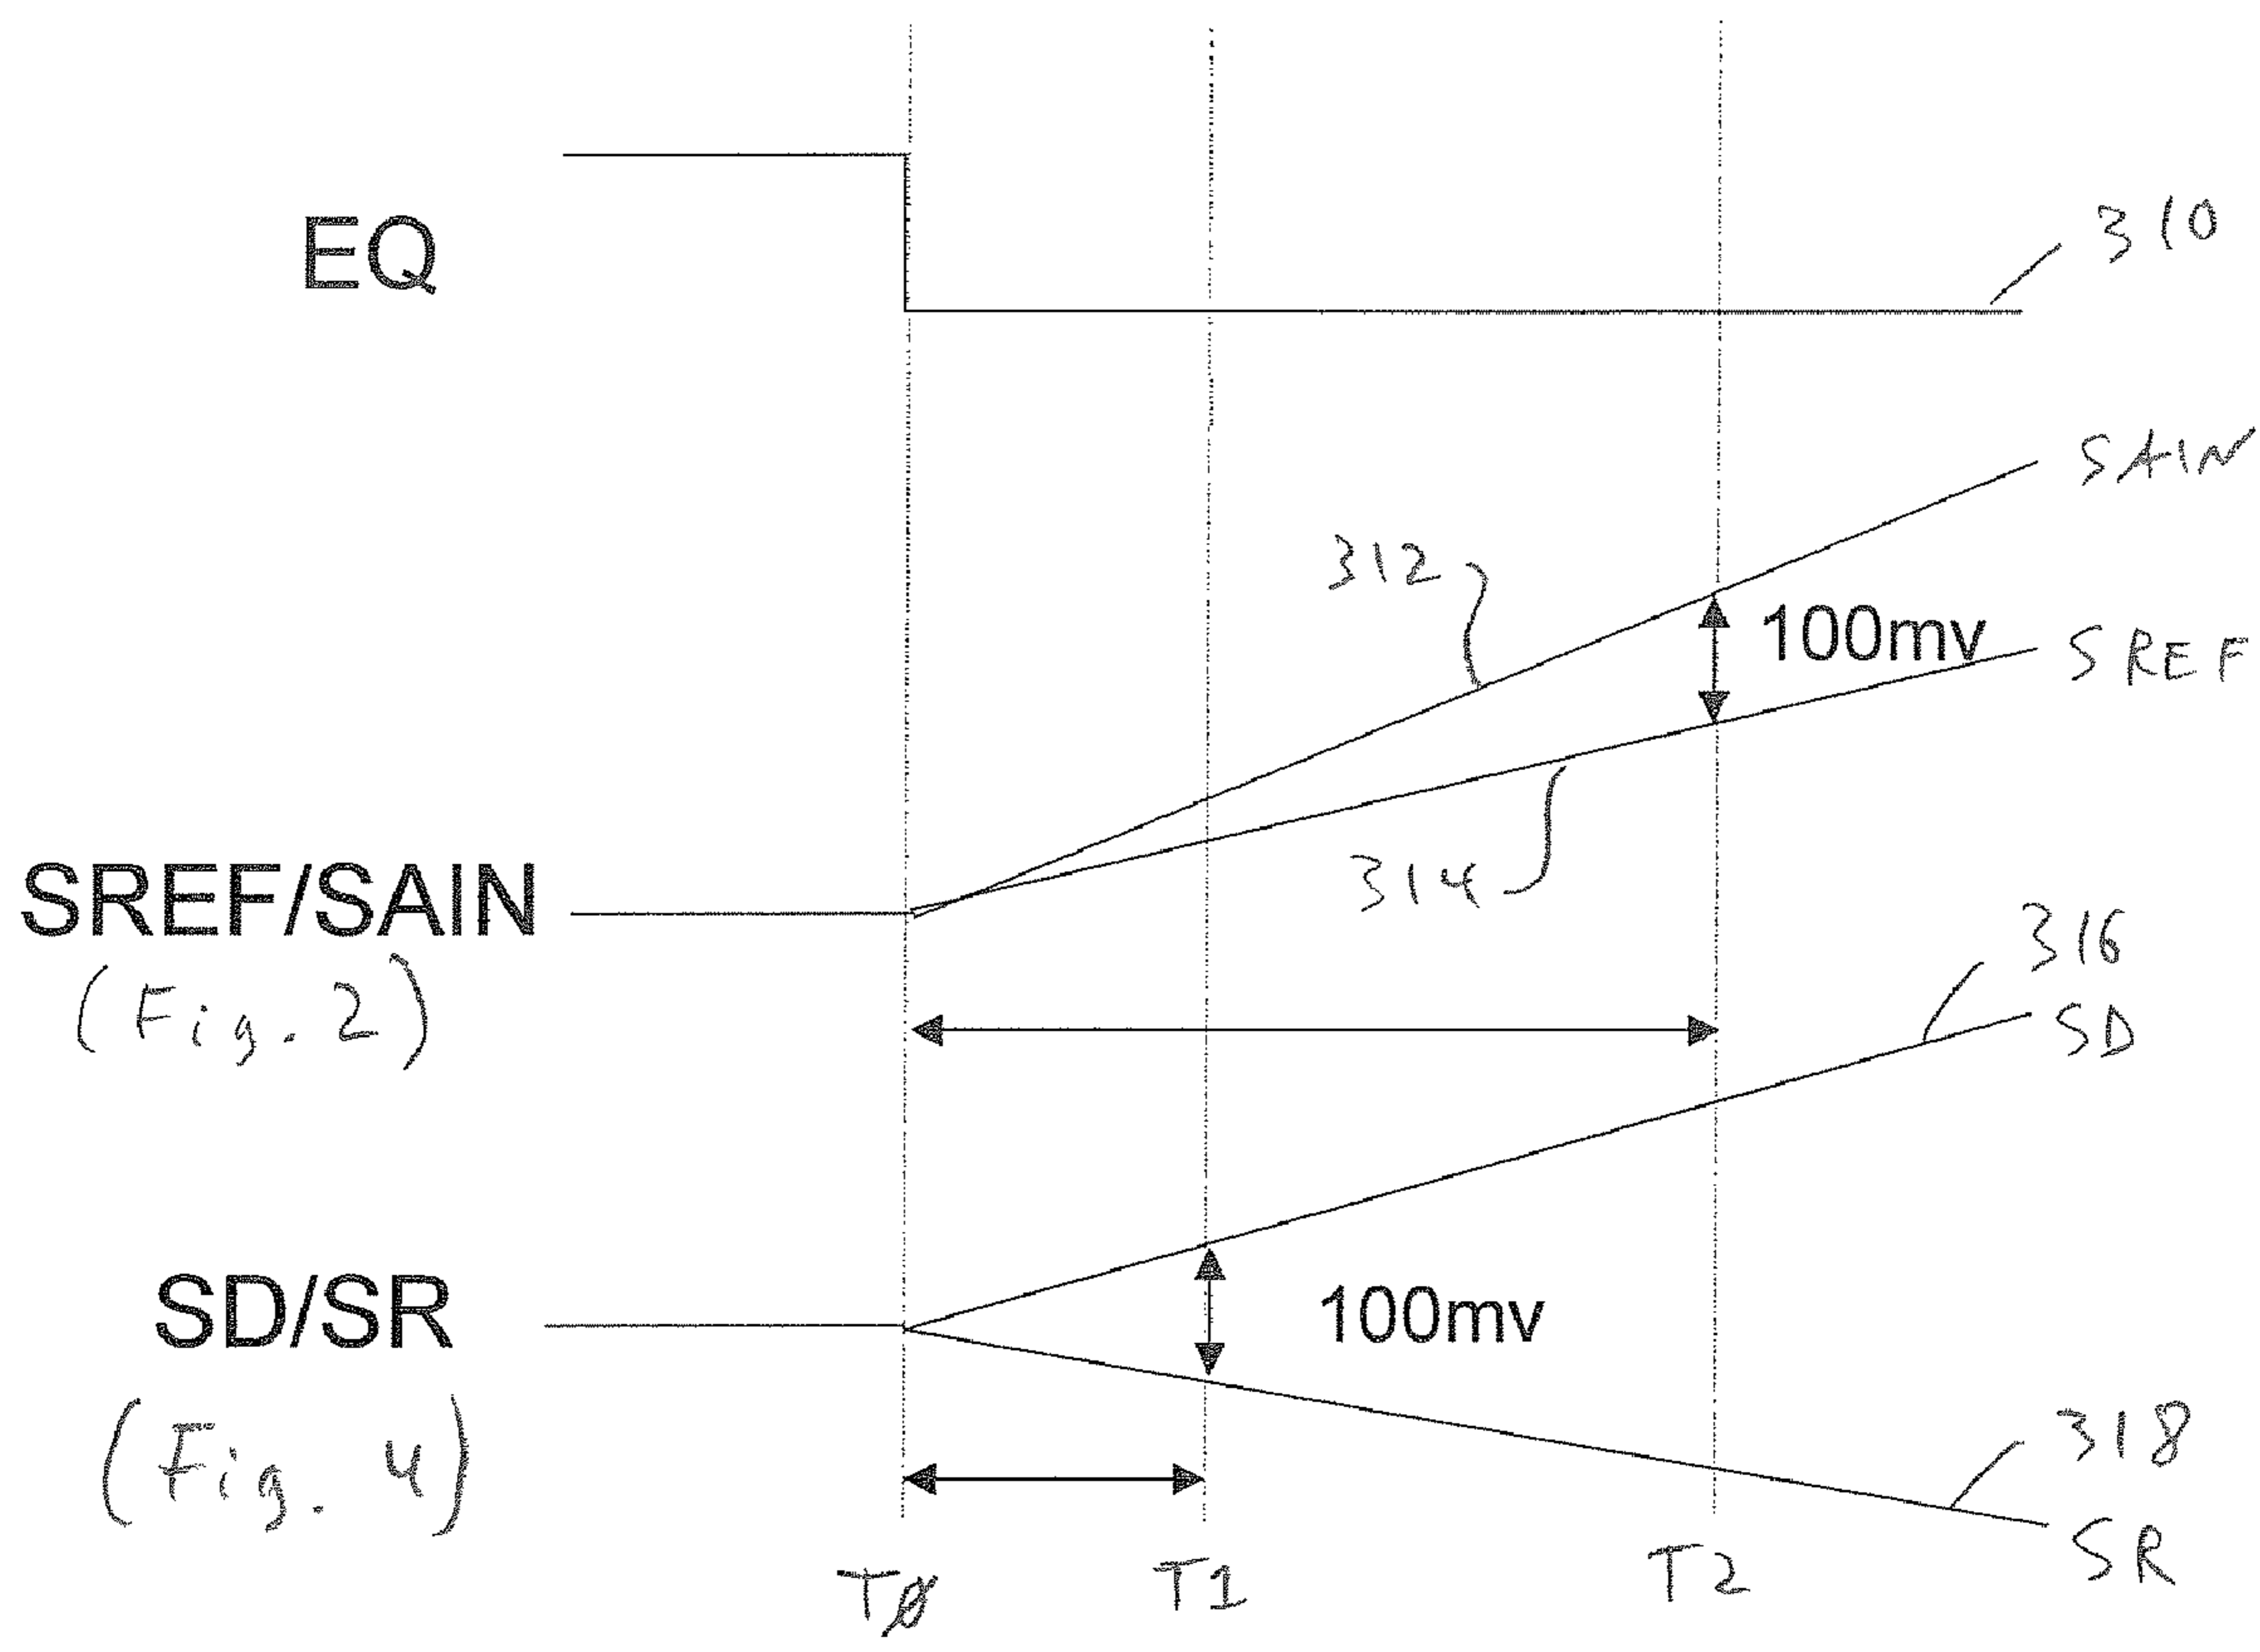 EQ
310
SAIN
312
100mv
SREF
314
SREF/SAIN
(Fig. 2)
316
SD
SD/SR
100mv
(Fig. 4)
318
SR
TØ
T1
T2